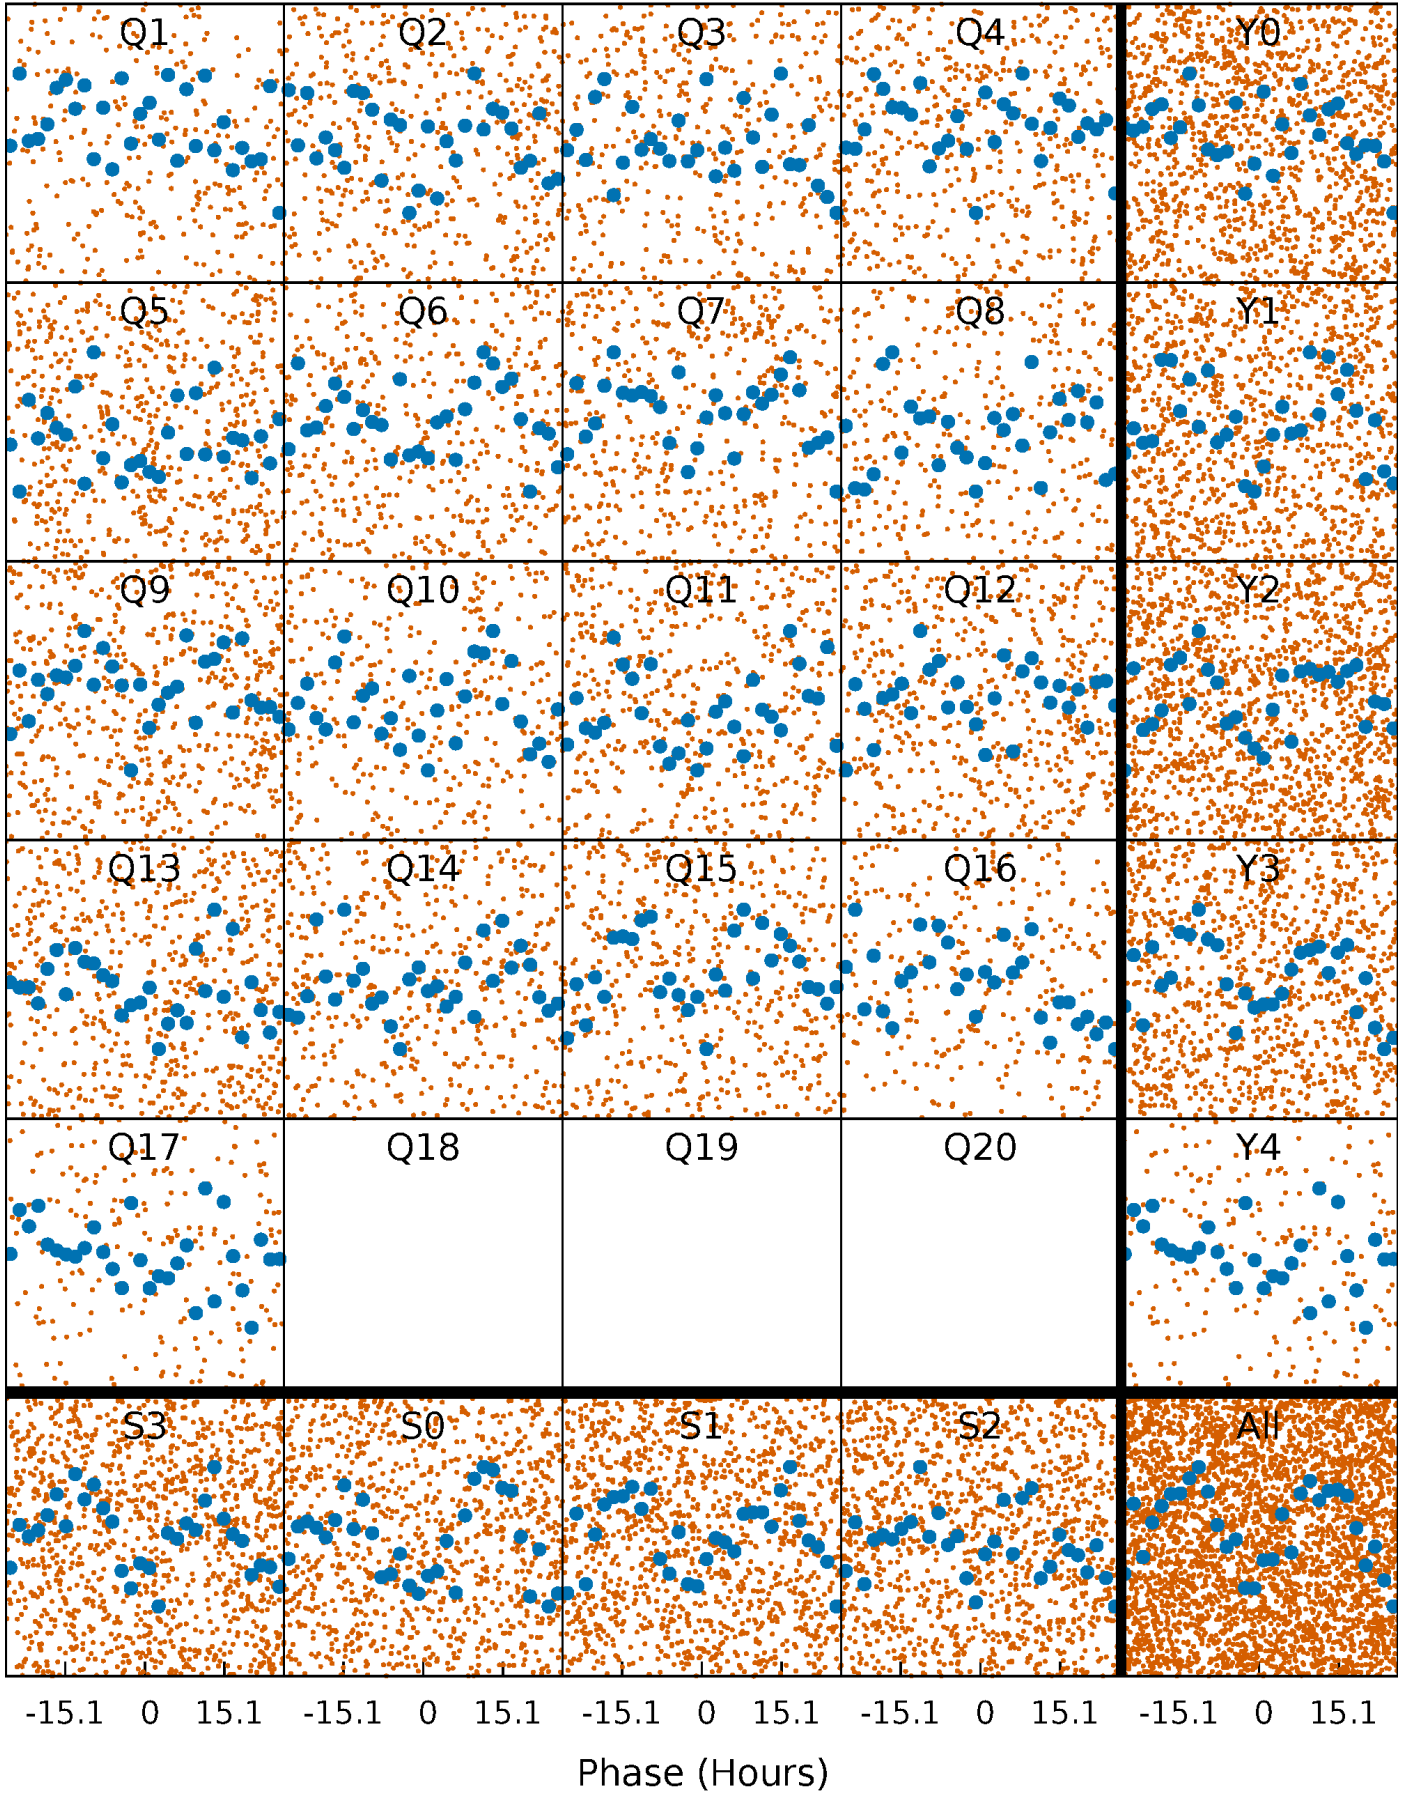 Q1 Q2 Q3 Q4 Y0
Q5 Q6 Q7 Q8 Y1
Q9 Q10 Q11 Q12 Y2
Q13 Q14 Q15 Q16 Y3
Q17 Q18 Q19 Q20 Y4
S3 S0 S1 S2 All
-15.1 0 15.1 -15.1 0 15.1 -15.1 0 15.1 -15.1 0 15.1 -15.1 0 15.1
Phase (Hours)